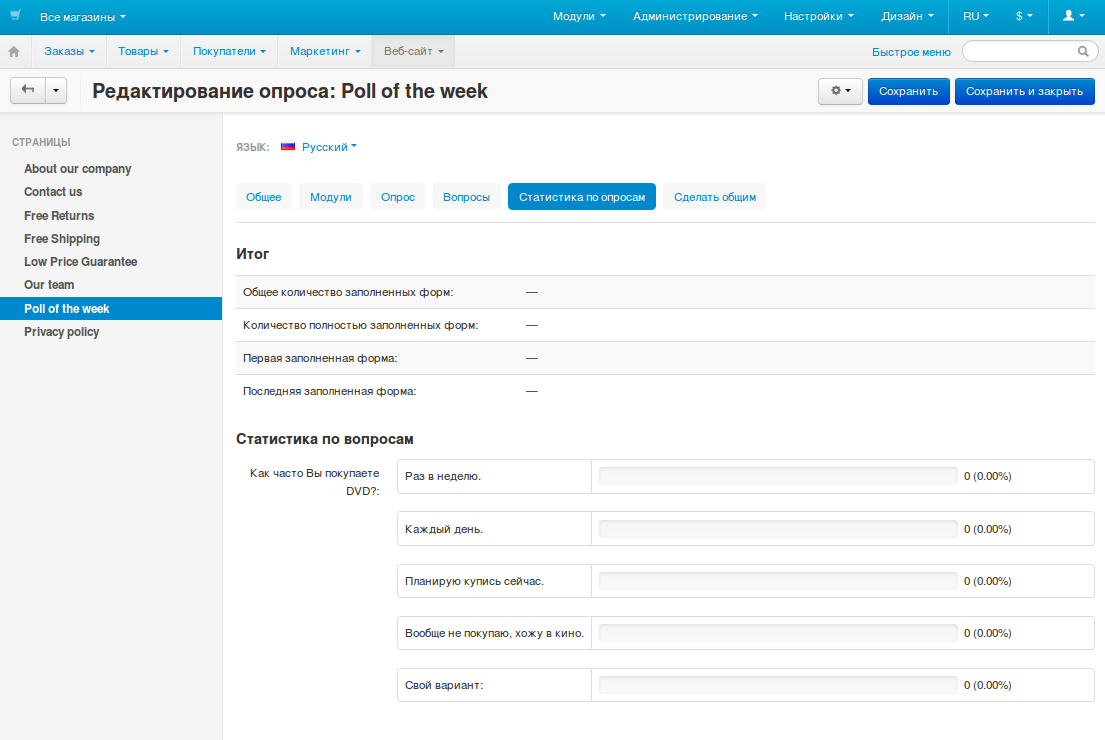 Все магазины
Модули
Администрирование
Настройки
Дизайн
RU
$
Заказы
Товары
Покупатели
Маркетинг
Веб-сайт
Быстрое меню
Редактирование опроса: Poll of the week
Сохранить
Сохранить и закрыть
СТРАНИЦЫ
About our company
Contact us
Free Returns
Free Shipping
Low Price Guarantee
Our team
Poll of the week
Privacy policy
ЯЗЫК: Русский
Общее
Модули
Опрос
Вопросы
Статистика по опросам
Сделать общим
Итог
Общее количество заполненных форм: —
Количество полностью заполненных форм: —
Первая заполненная форма: —
Последняя заполненная форма: —
Статистика по вопросам
Как часто Вы покупаете
DVD?:
Раз в неделю. 0 (0.00%)
Каждый день. 0 (0.00%)
Планирую купись сейчас. 0 (0.00%)
Вообще не покупаю, хожу в кино. 0 (0.00%)
Свой вариант: 0 (0.00%)